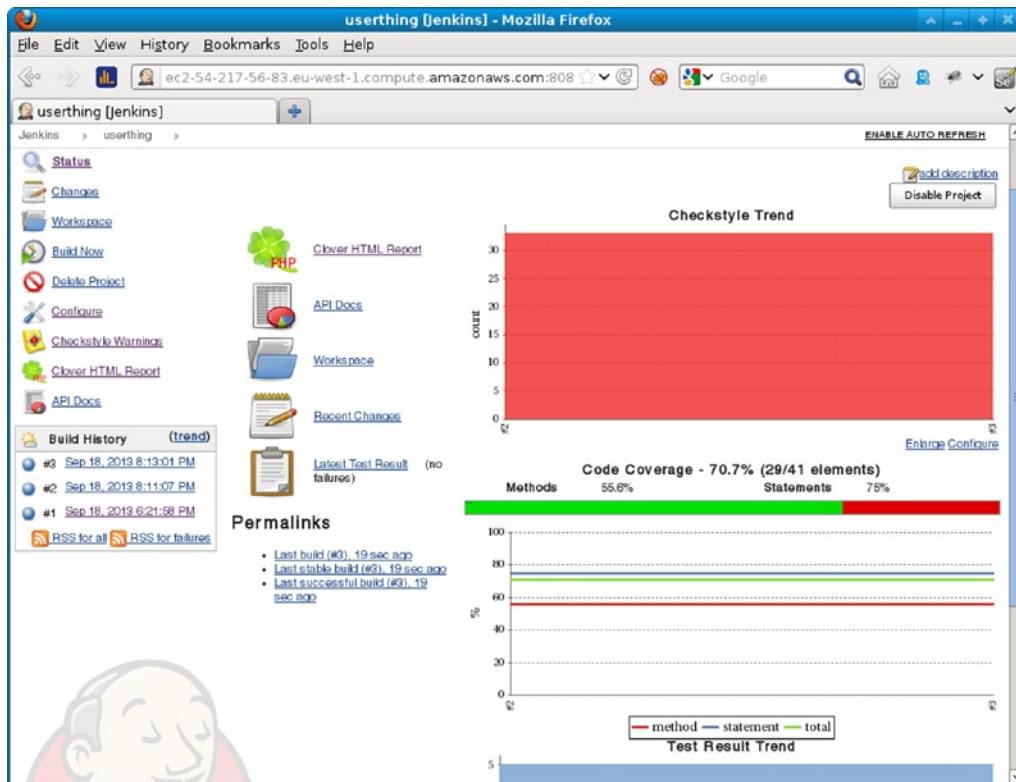 userthing [Jenkins] - Mozilla Firefox
File Edit View History Bookmarks Tools Help
ec2-54-217-56-83.eu-west-1.compute.amazonaws.com:808
Google
userthing [Jenkins]
Jenkins userthing
ENABLE AUTO REFRESH
Status
Changes
Workspace
Build Now
Delete Project
Configure
Checkstyle Warnings
Clover HTML Report
API Docs
Build History (trend)
#3 Sep 18, 2013 8:13:01 PM
#2 Sep 18, 2013 8:11:07 PM
#1 Sep 18, 2013 6:21:58 PM
RSS for all RSS for failures
PHP
Clover HTML Report
API Docs
Workspace
Recent Changes
Latest Test Result (no
failures)
Permalinks
Last build (#3), 19 sec ago
Last stable build (#3), 19 sec ago
Last successful build (#3), 19
sec ago
add description
Disable Project
Checkstyle Trend
count
30
25
20
15
10
5
0
#2 #3
Enlarge Configure
Code Coverage - 70.7% (29/41 elements)
Methods 55.6% Statements 75%
%
100
80
60
40
20
0
#2 #3
method statement total
Test Result Trend
5